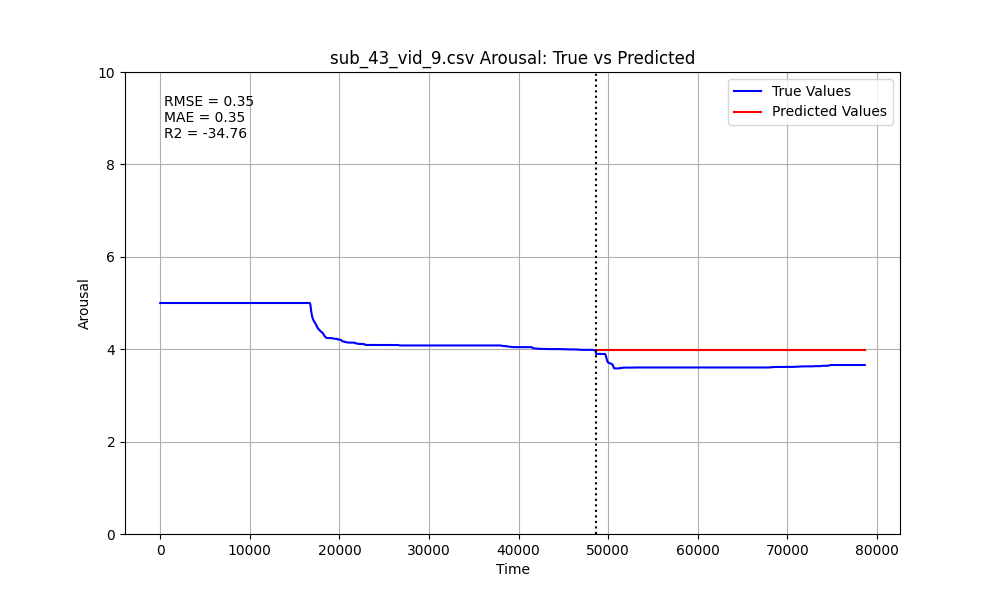 sub_43_vid_9.csv Arousal: True vs Predicted
RMSE = 0.35
MAE = 0.35
R2 = -34.76
True Values
Predicted Values
10
8
6
4
2
0
Arousal
0 10000 20000 30000 40000 50000 60000 70000 80000
Time